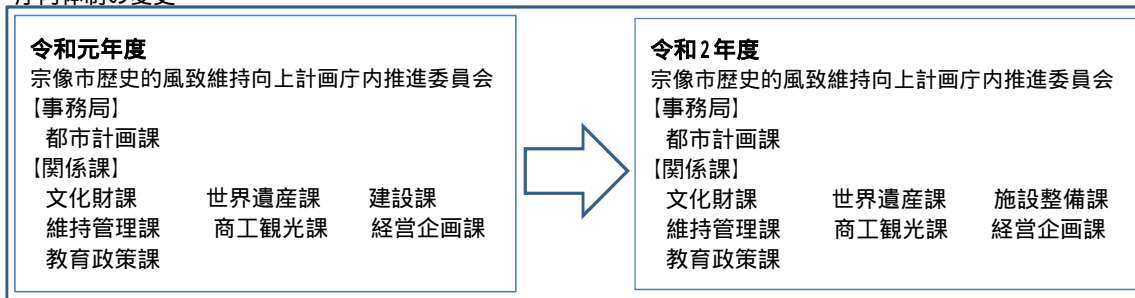 令和元年度
宗像市歴史的風致維持向上計画庁内推進委員会
【事務局】
都市計画課
【関係課】
文化財課 世界遺産課 建設課
維持管理課 商工観光課 経営企画課
教育政策課
令和2年度
宗像市歴史的風致維持向上計画庁内推進委員会
【事務局】
都市計画課
【関係課】
文化財課 世界遺産課 施設整備課
維持管理課 商工観光課 経営企画課
教育政策課